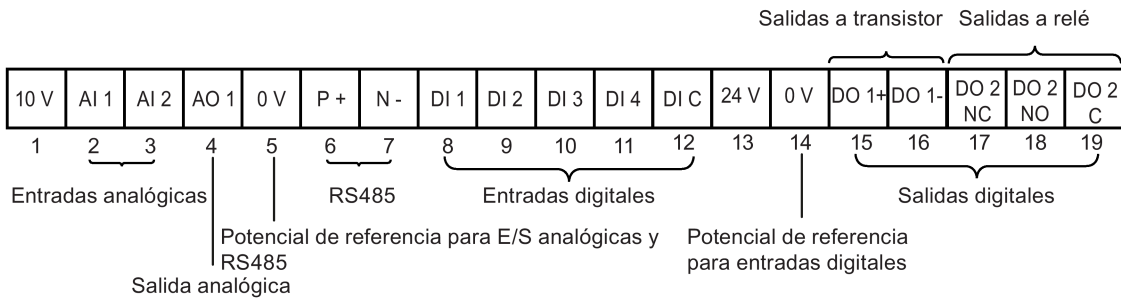 Salidas a transistor Salidas a relé
10 V AI 1 AI 2 AO 1 0 V P + N - DI 1 DI 2 DI 3 DI 4 DI C 24 V 0 V DO 1+ DO 1- DO 2 NC DO 2 NO DO 2 C
1 2 3 4 5 6 7 8 9 10 11 12 13 14 15 16 17 18 19
Entradas analógicas RS485 Entradas digitales Salidas digitales
Potencial de referencia para E/S analógicas y
RS485
Potencial de referencia
para entradas digitales
Salida analógica